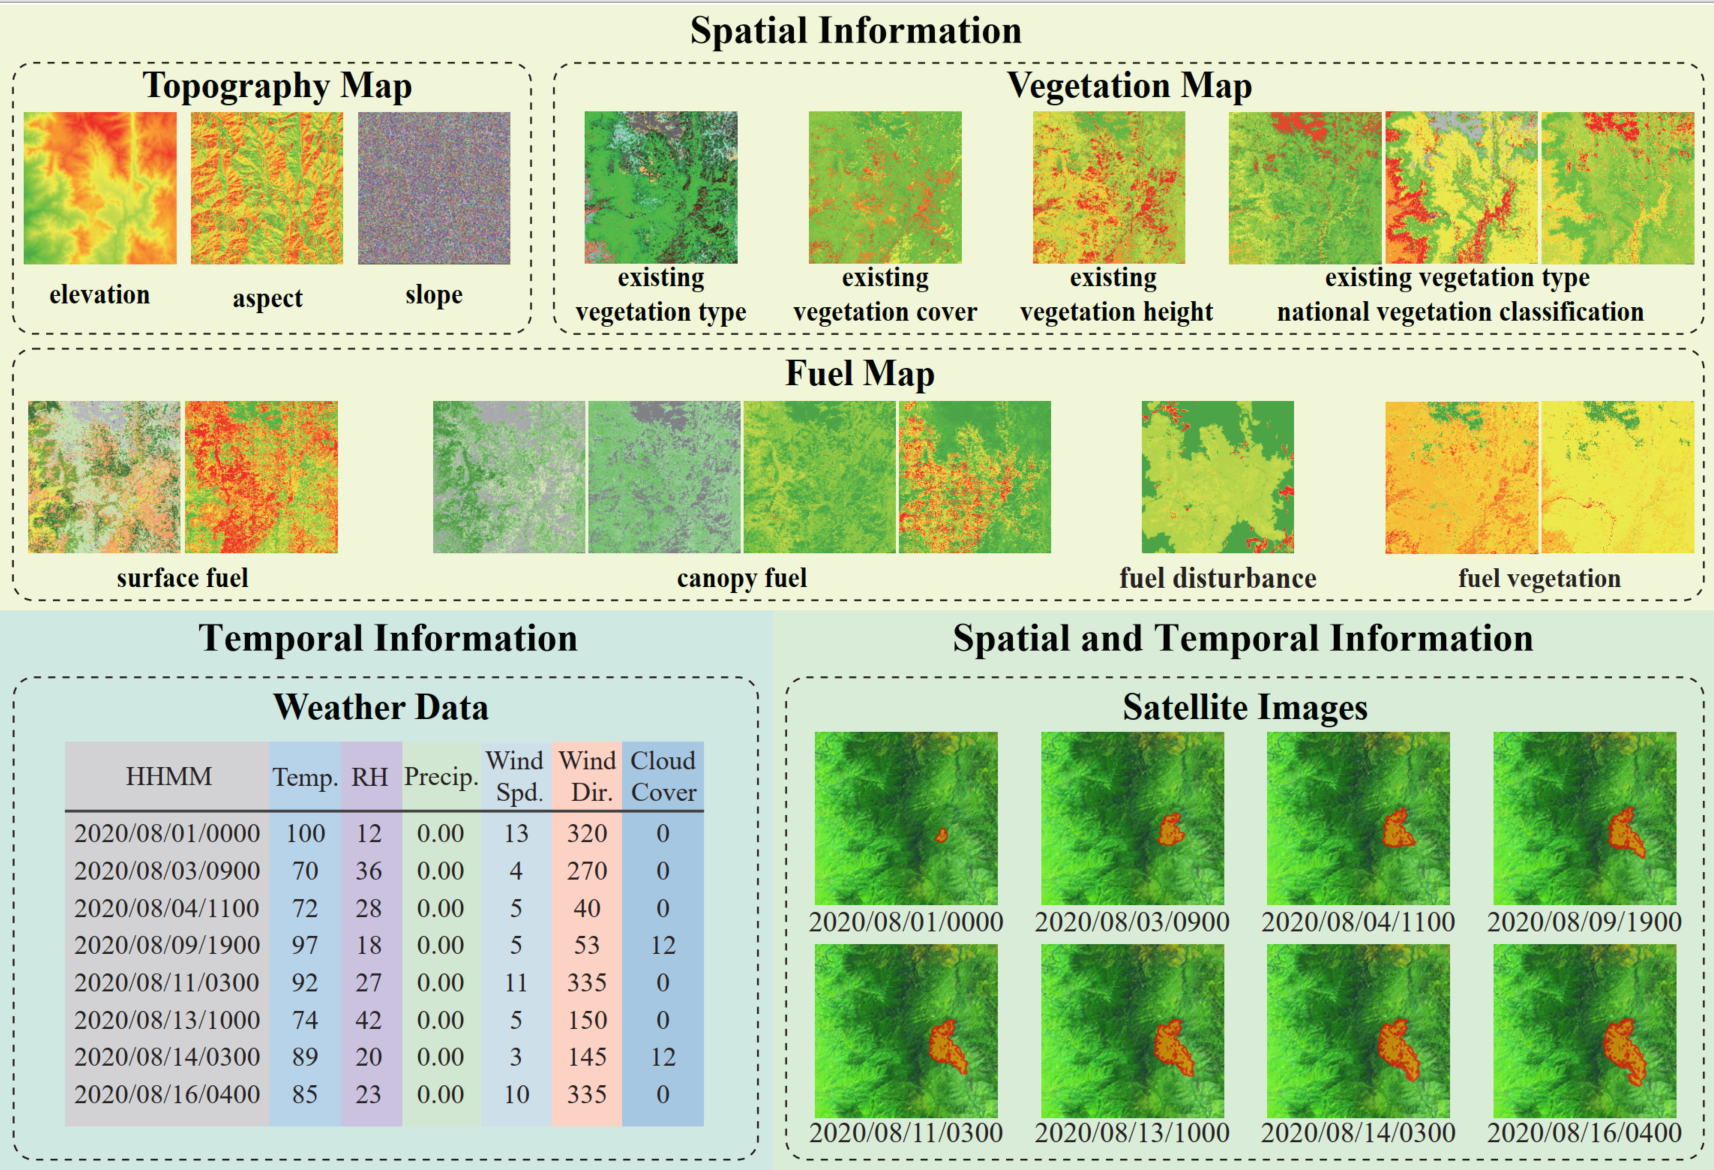 Spatial Information
Topography Map
elevation
aspect
slope
Vegetation Map
existing
vegetation type
existing
vegetation cover
existing
vegetation height
existing vegetation type
national vegetation classification
Fuel Map
surface fuel
canopy fuel
fuel disturbance
fuel vegetation
Temporal Information
Weather Data
HHMM Temp. RH Precip. Wind Spd. Wind Dir. Cloud Cover
2020/08/01/0000 100 12 0.00 13 320 0
2020/08/03/0900 70 36 0.00 4 270 0
2020/08/04/1100 72 28 0.00 5 40 0
2020/08/09/1900 97 18 0.00 5 53 12
2020/08/11/0300 92 27 0.00 11 335 0
2020/08/13/1000 74 42 0.00 5 150 0
2020/08/14/0300 89 20 0.00 3 145 12
2020/08/16/0400 85 23 0.00 10 335 0
Spatial and Temporal Information
Satellite Images
2020/08/01/0000 2020/08/03/0900 2020/08/04/1100 2020/08/09/1900
2020/08/11/0300 2020/08/13/1000 2020/08/14/0300 2020/08/16/0400